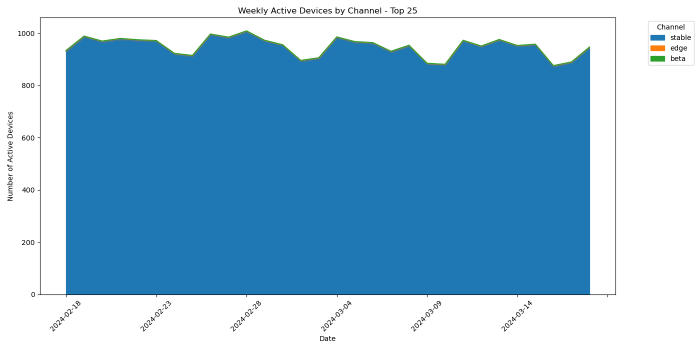 Weekly Active Devices by Channel - Top 25
Number of Active Devices
1000
800
600
400
200
0
2024-02-18
2024-02-23
2024-02-28
2024-03-04
2024-03-09
2024-03-14
Date
Channel
stable
edge
beta